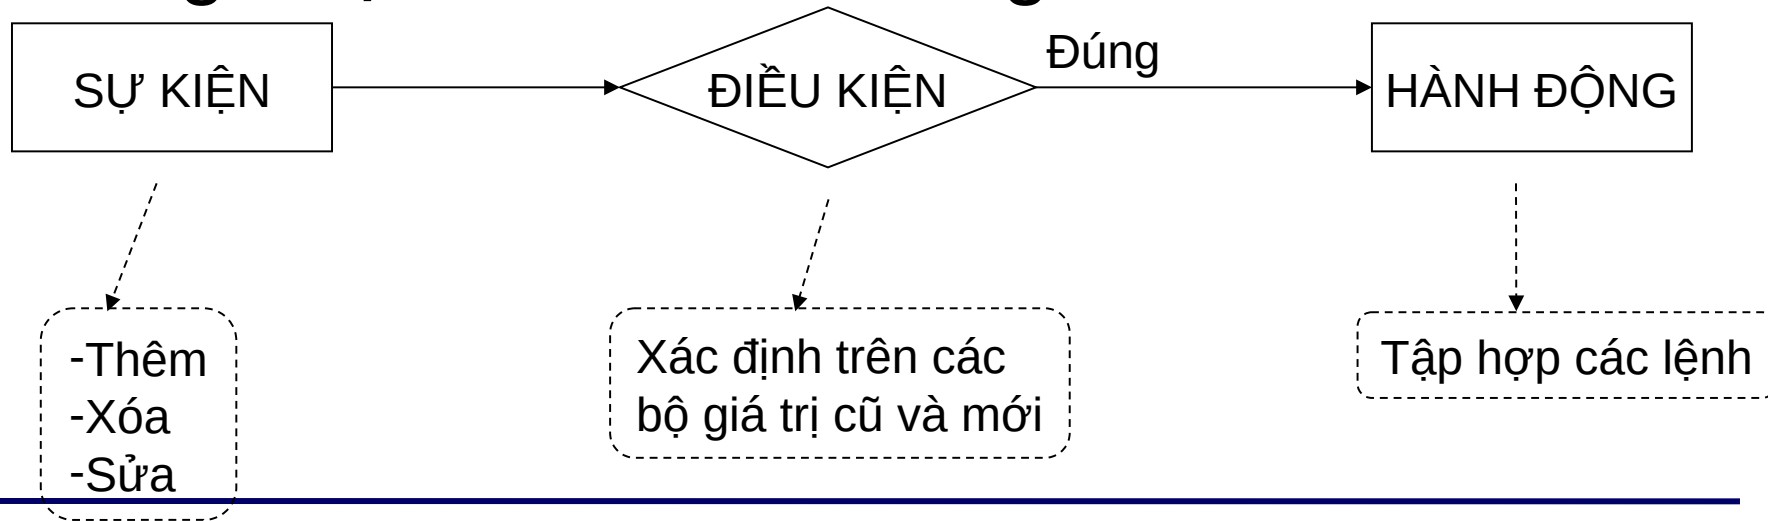 SỰ KIỆN
ĐIỀU KIỆN
Đúng
HÀNH ĐỘNG
-Thêm
-Xóa
-Sửa
Xác định trên các
bộ giá trị cũ và mới
Tập hợp các lệnh